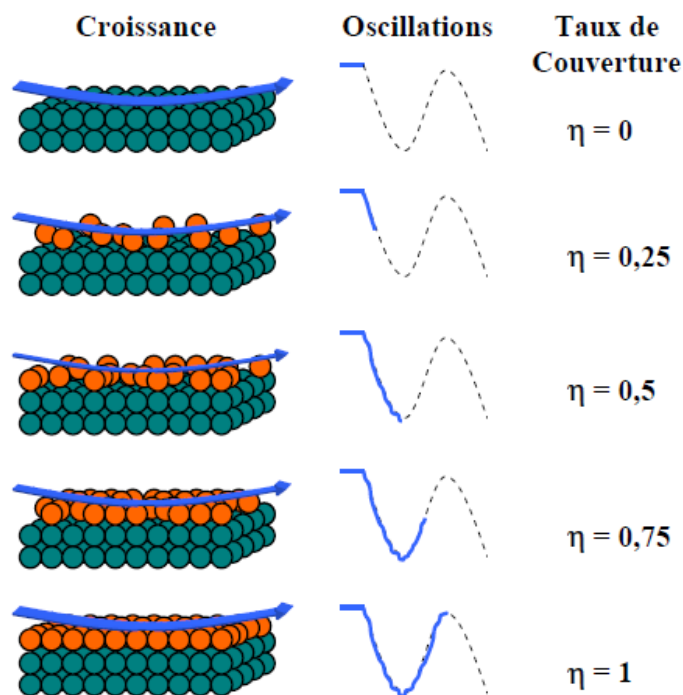 Croissance
Oscillations
Taux de
Couverture
η = 0
η = 0,25
η = 0,5
η = 0,75
η = 1